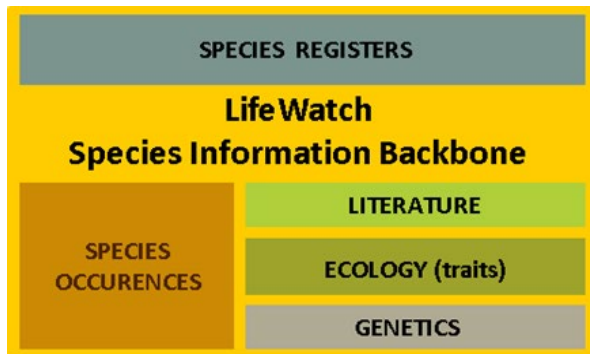 SPECIES REGISTERS
LifeWatch
Species Information Backbone
SPECIES
OCCURENCES
LITERATURE
ECOLOGY (traits)
GENETICS